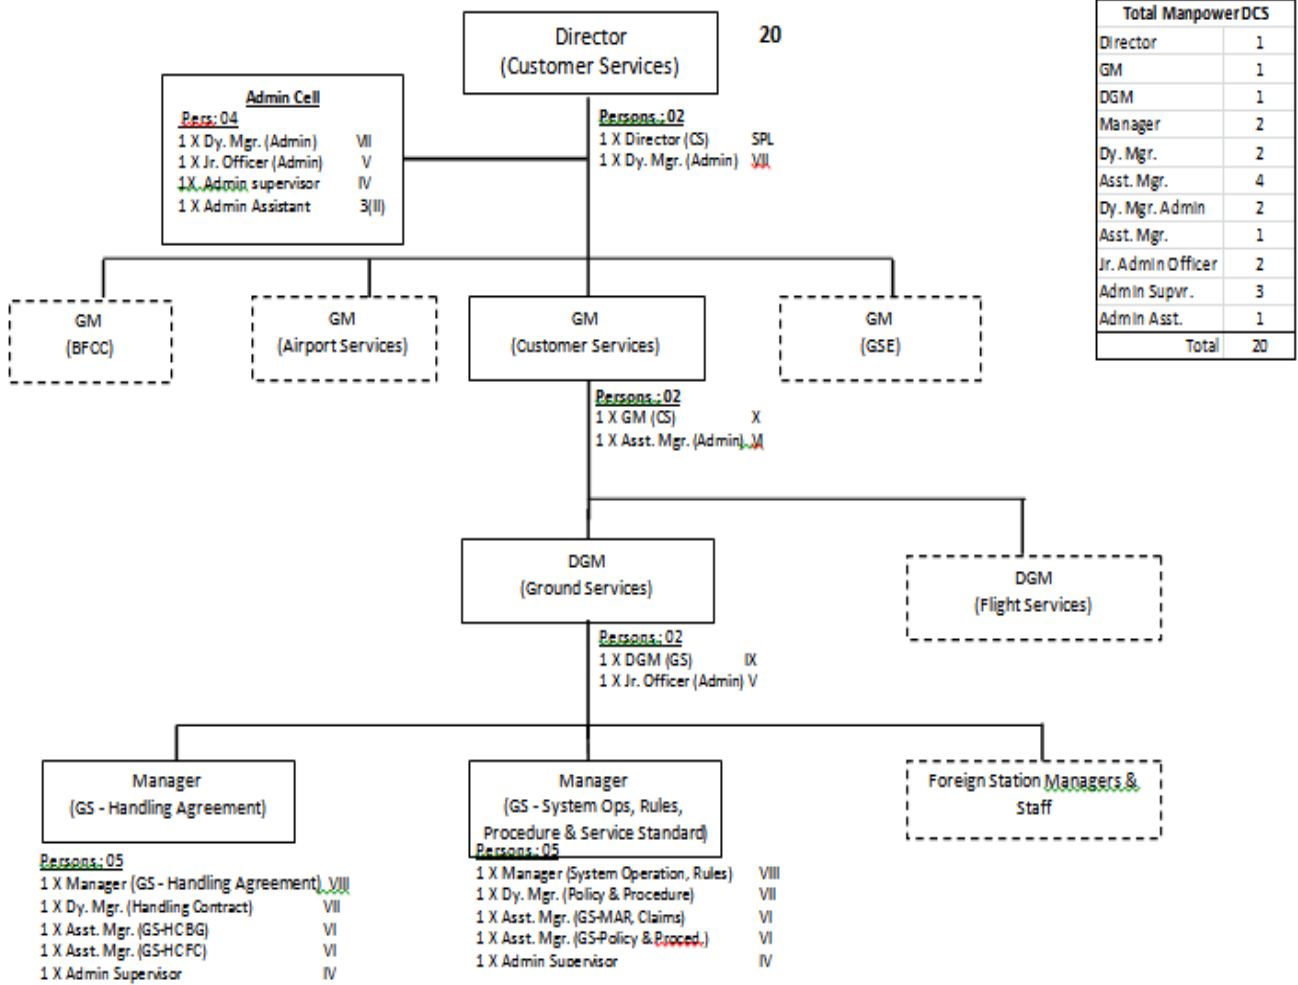 Director
(Customer Services)
20
Total Manpower DCS
Director 1
GM 1
DGM 1
Manager 2
Dy. Mgr. 2
Asst. Mgr. 4
Dy. Mgr. Admin 2
Asst. Mgr. 1
Jr. Admin Officer 2
Admin Supvr. 3
Admin Asst. 1
Total 20
Admin Cell
Pers: 04
1 X Dy. Mgr. (Admin) VII
1 X Jr. Officer (Admin) V
1X Admin supervisor IV
1 X Admin Assistant 3(II)
Persons.: 02
1 X Director (CS) SPL
1 X Dy. Mgr. (Admin) VII
GM
(BFCC)
GM
(Airport Services)
GM
(Customer Services)
GM
(GSE)
Persons.: 02
1 X GM (CS) X
1 X Asst. Mgr. (Admin) VI
DGM
(Ground Services)
DGM
(Flight Services)
Persons.: 02
1 X DGM (GS) IX
1 X Jr. Officer (Admin) V
Manager
(GS - Handling Agreement)
Manager
(GS - System Ops, Rules,
Procedure & Service Standard)
Foreign Station Managers &
Staff
Persons.: 05
1 X Manager (GS - Handling Agreement) VIII
1 X Dy. Mgr. (Handling Contract) VII
1 X Asst. Mgr. (GS-HCBG) VI
1 X Asst. Mgr. (GS-HCFC) VI
1 X Admin Supervisor IV
Persons.: 05
1 X Manager (System Operation, Rules) VIII
1 X Dy. Mgr. (Policy & Procedure) VII
1 X Asst. Mgr. (GS-MAR, Claims) VI
1 X Asst. Mgr. (GS-Policy & Proced.) VI
1 X Admin Supervisor IV